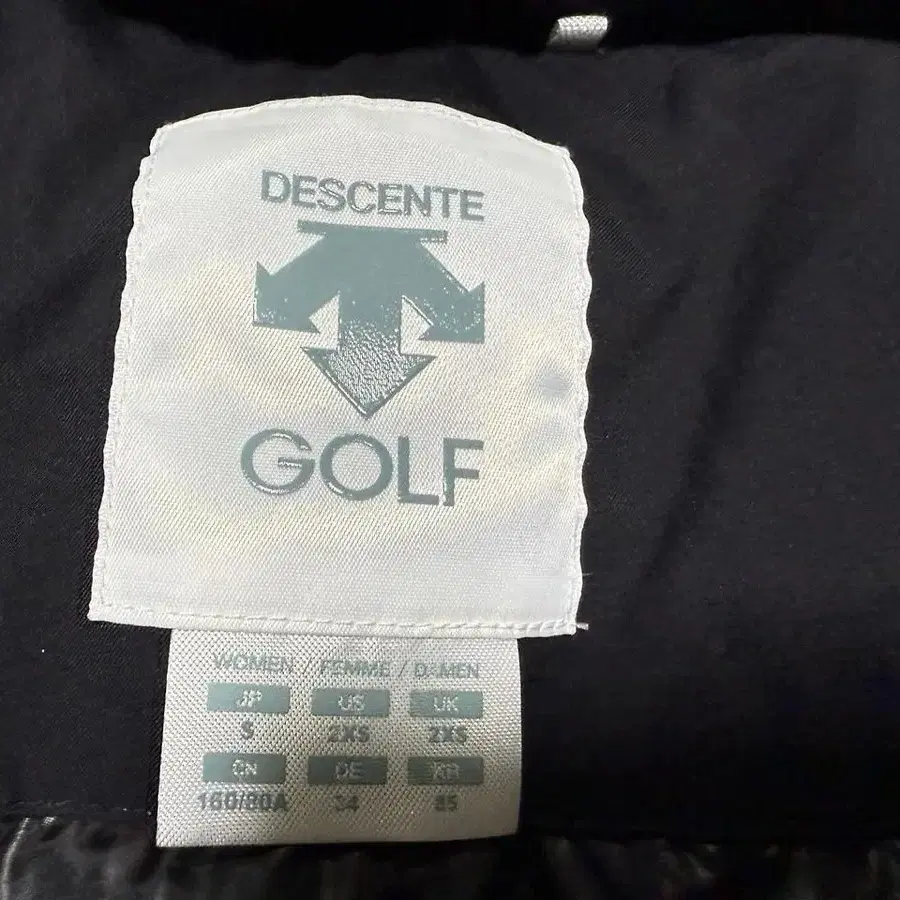 DESCENTE
GOLF
WOMEN / FEMME / DAMEN
JP US UK
S 2XS 2XS
CN DE KR
160/80A 34 85